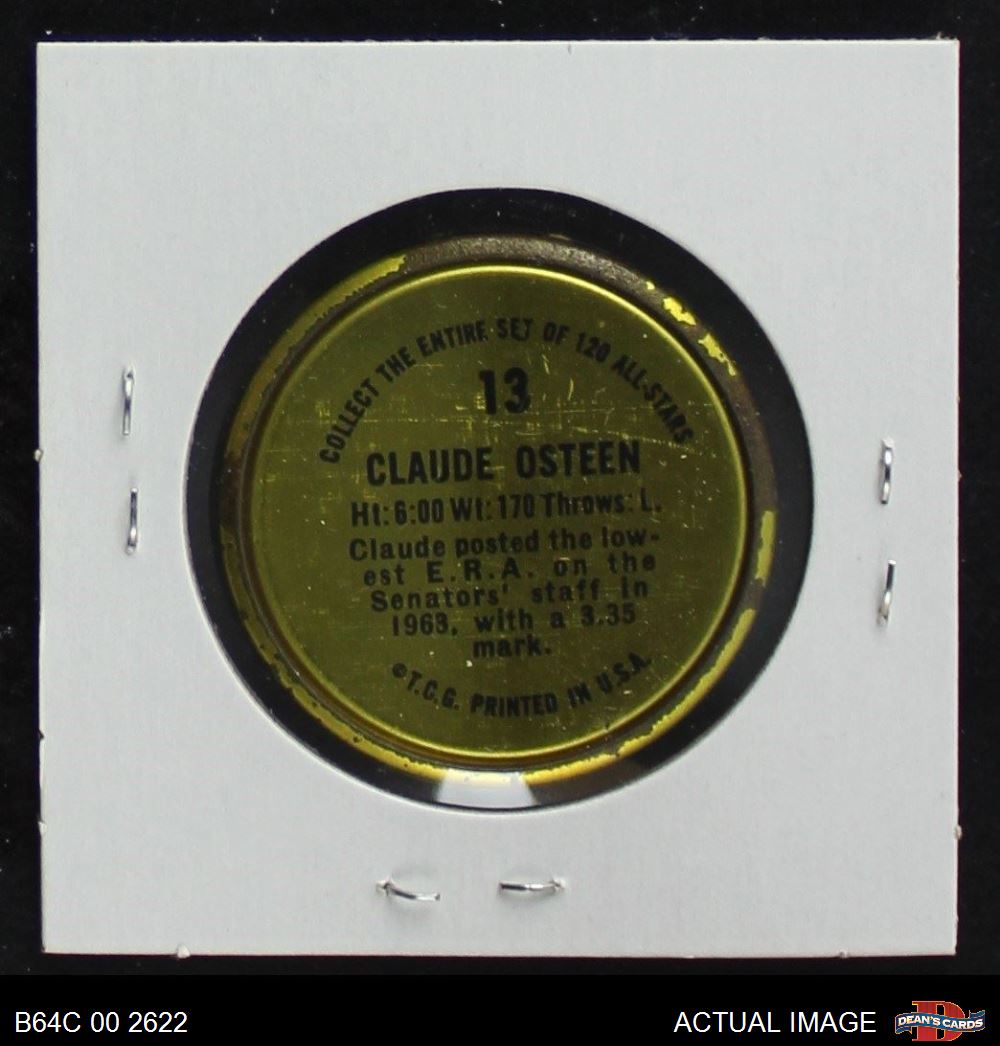 COLLECT THE ENTIRE SET OF 120 ALL-STARS
13
CLAUDE OSTEEN
Ht: 6:00 Wt: 170 Throws: L.
Claude posted the low-
est E.R.A. on the
Senators' staff in
1963, with a 3.35
mark.
©T.C.G. PRINTED IN U.S.A.
B64C 00 2622
ACTUAL IMAGE
D
DEAN'S CARDS